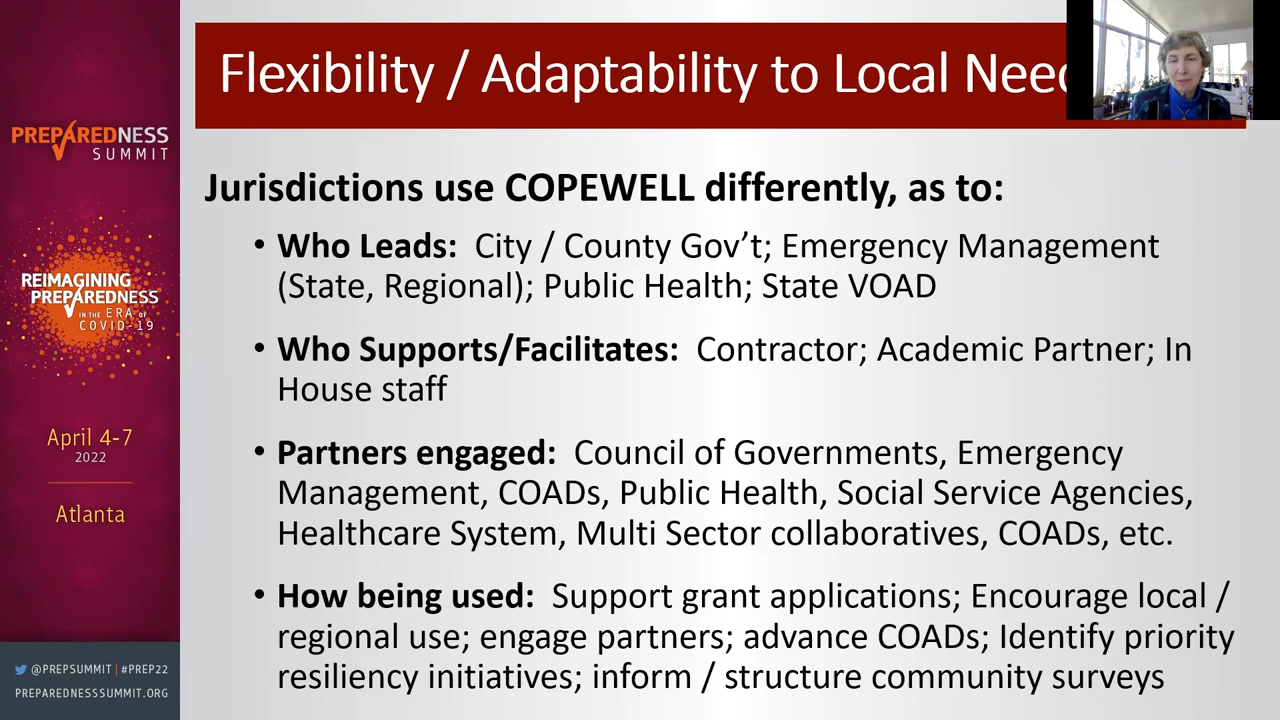 PREPAREDNESS
SUMMIT
REIMAGINING
PREPAREDNESS
IN THE ERA OF
COVID-19
April 4-7
2022
Atlanta
@PREPSUMMIT | #PREP22
PREPAREDNESSSUMMIT.ORG
Flexibility / Adaptability to Local
Jurisdictions use COPEWELL differently, as to:
• Who Leads: City / County Gov’t; Emergency Management
(State, Regional); Public Health; State VOAD
• Who Supports/Facilitates: Contractor; Academic Partner; In
House staff
• Partners engaged: Council of Governments, Emergency
Management, COADs, Public Health, Social Service Agencies,
Healthcare System, Multi Sector collaboratives, COADs, etc.
• How being used: Support grant applications; Encourage local /
regional use; engage partners; advance COADs; Identify priority
resiliency initiatives; inform / structure community surveys